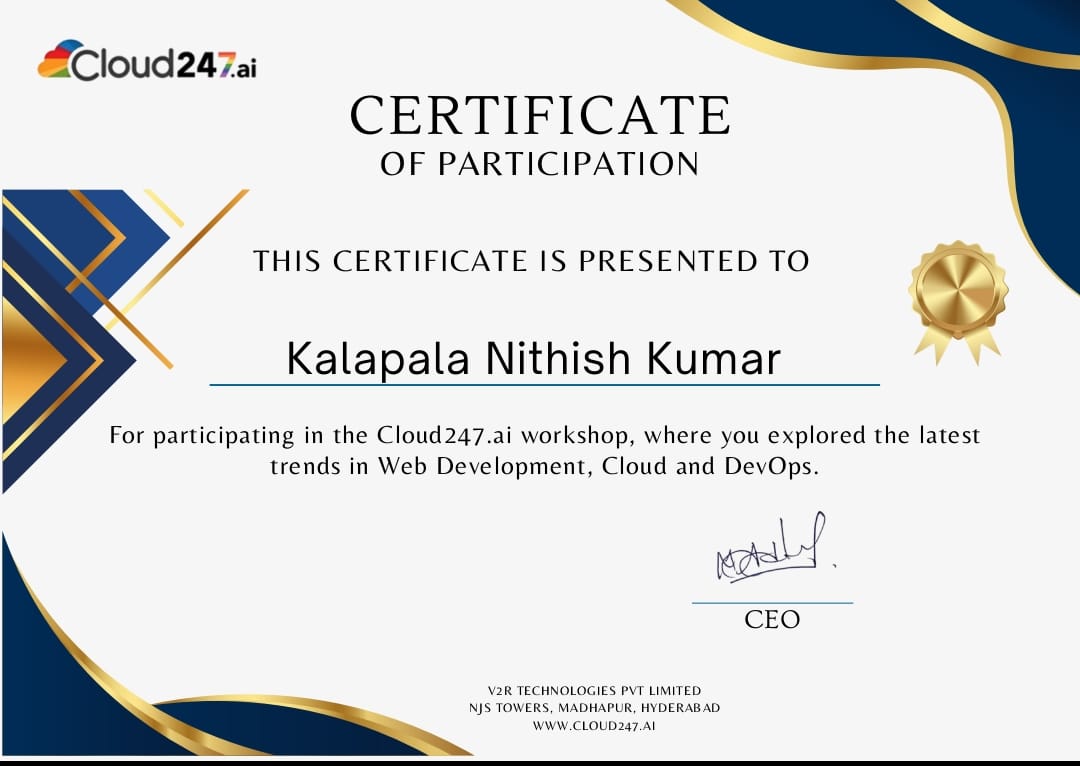 Cloud247.ai
CERTIFICATE
OF PARTICIPATION
THIS CERTIFICATE IS PRESENTED TO
Kalapala Nithish Kumar
For participating in the Cloud247.ai workshop, where you explored the latest
trends in Web Development, Cloud and DevOps.
CEO
V2R TECHNOLOGIES PVT LIMITED
NJS TOWERS, MADHAPUR, HYDERABAD
WWW.CLOUD247.AI